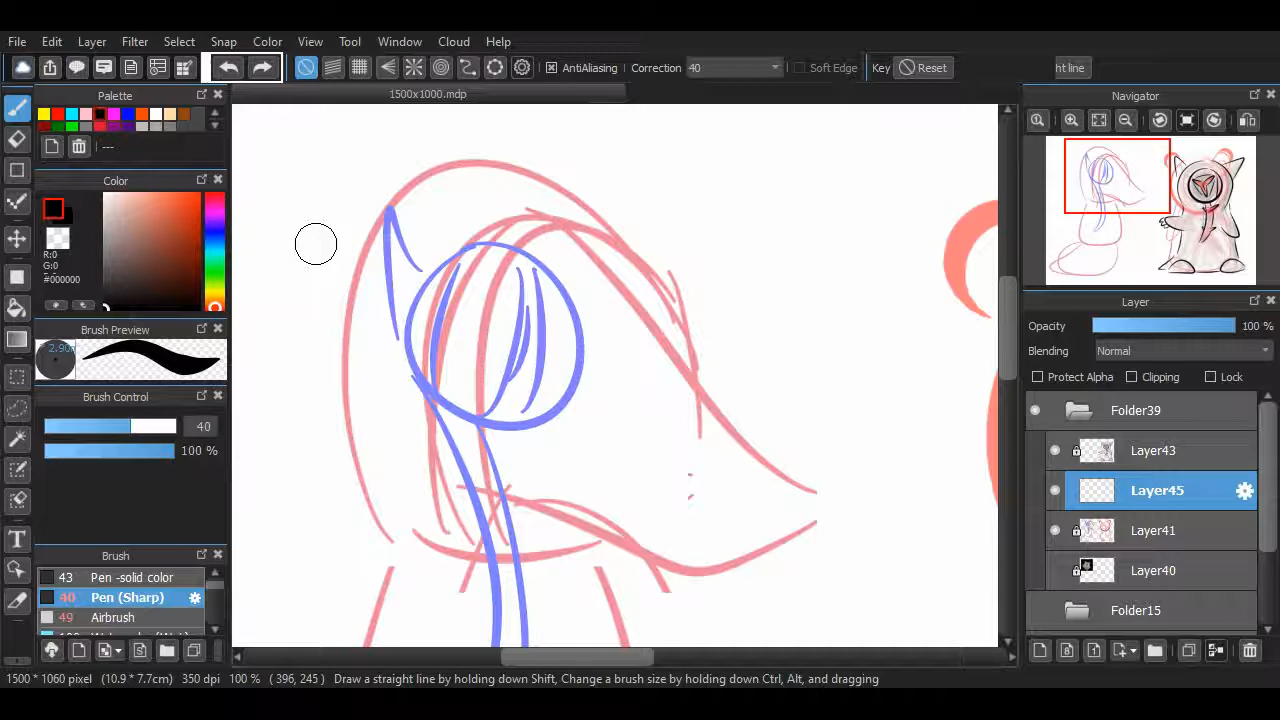 File Edit Layer Filter Select Snap Color View Tool Window Cloud Help
AntiAliasing Correction 40 Soft Edge Key Reset ht line
Palette
---
Color
R:0
G:0
#000000
Brush Preview
Brush Control
40
100 %
Brush
43 Pen -solid color
40 Pen (Sharp)
49 Airbrush
1500x1000.mdp
Navigator
Layer
Opacity 100 %
Blending Normal
Protect Alpha Clipping Lock
Folder39
Layer43
Layer45
Layer41
Layer40
Folder15
1500 * 1060 pixel (10.9 * 7.7cm) 350 dpi 100 % ( 396, 245 ) Draw a straight line by holding down Shift, Change a brush size by holding down Ctrl, Alt, and dragging